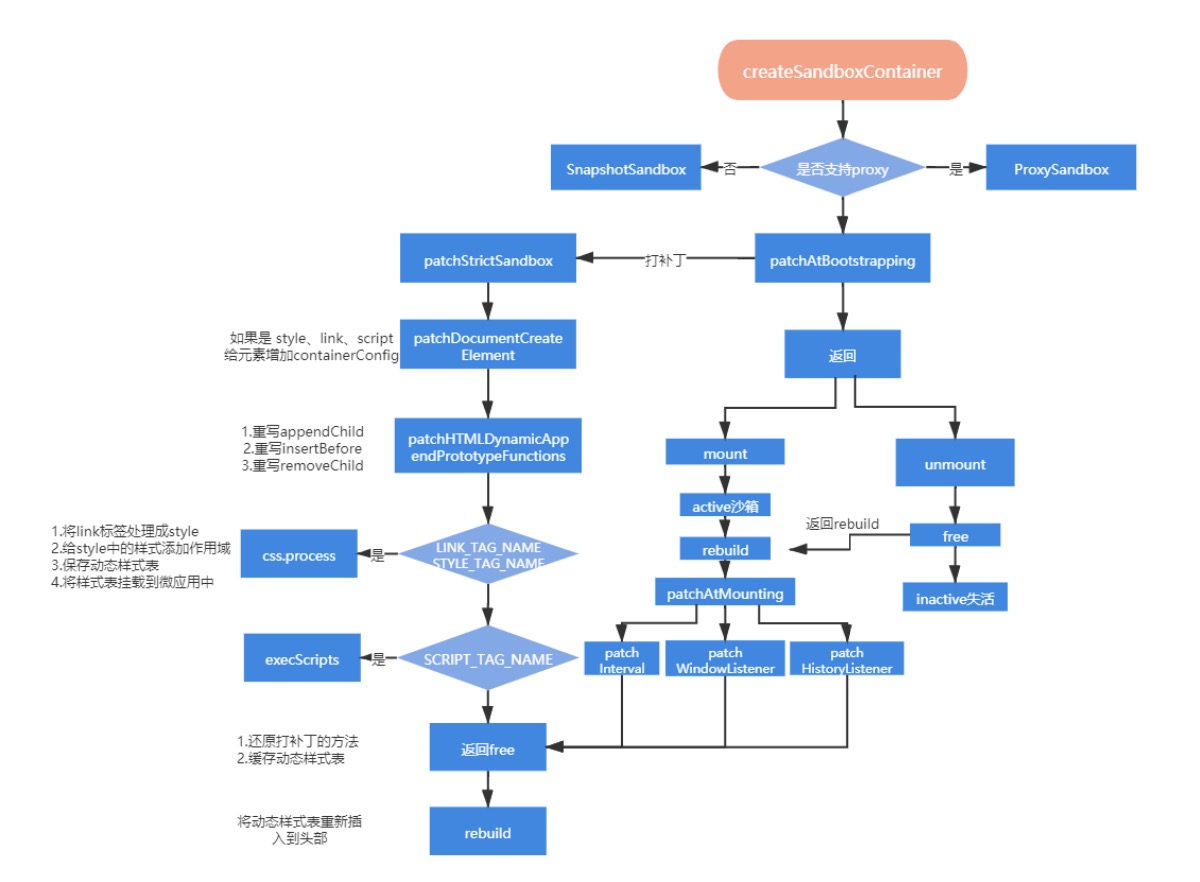 createSandboxContainer
SnapshotSandbox
否
是否支持proxy
是
ProxySandbox
patchStrictSandbox
打补丁
patchAtBootstrapping
如果是 style、link、script
给元素增加containerConfig
patchDocumentCreate
Element
返回
1.重写appendChild
2.重写insertBefore
3.重写removeChild
patchHTMLDynamicApp
endPrototypeFunctions
mount
unmount
active沙箱
返回rebuild
free
1.将link标签处理成style
2.给style中的样式添加作用域
3.保存动态样式表
4.将样式表挂载到微应用中
css.process
是
LINK_TAG_NAME
STYLE_TAG_NAME
rebuild
patchAtMounting
inactive失活
execScripts
是
SCRIPT_TAG_NAME
patch
Interval
patch
WindowListener
patch
HistoryListener
1.还原打补丁的方法
2.缓存动态样式表
返回free
将动态样式表重新插
入到头部
rebuild